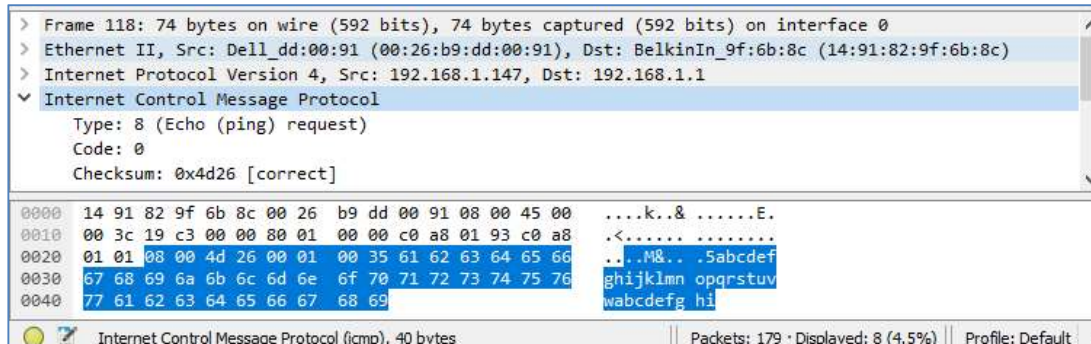 > Frame 118: 74 bytes on wire (592 bits), 74 bytes captured (592 bits) on interface 0
> Ethernet II, Src: Dell_dd:00:91 (00:26:b9:dd:00:91), Dst: BelkinIn_9f:6b:8c (14:91:82:9f:6b:8c)
> Internet Protocol Version 4, Src: 192.168.1.147, Dst: 192.168.1.1
Internet Control Message Protocol
Type: 8 (Echo (ping) request)
Code: 0
Checksum: 0x4d26 [correct]
0000 14 91 82 9f 6b 8c 00 26 b9 dd 00 91 08 00 45 00 ....k..& ......E.
0010 00 3c 19 c3 00 00 80 01 00 00 c0 a8 01 93 c0 a8 .<...... ........
0020 01 01 08 00 4d 26 00 01 00 35 61 62 63 64 65 66 ....M&.. .5abcdef
0030 67 68 69 6a 6b 6c 6d 6e 6f 70 71 72 73 74 75 76 ghijklmn opqrstuv
0040 77 61 62 63 64 65 66 67 68 69 wabcdefg hi
Internet Control Message Protocol (icmp), 40 bytes Packets: 179 · Displayed: 8 (4.5%) Profile: Default